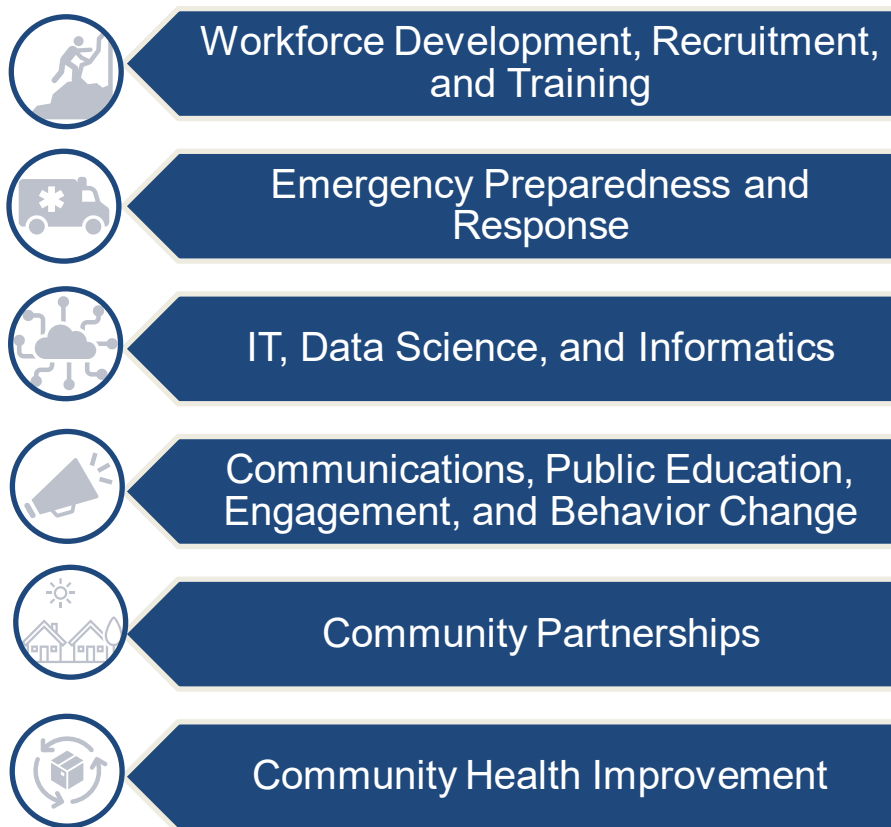 Workforce Development, Recruitment,
and Training
Emergency Preparedness and
Response
IT, Data Science, and Informatics
Communications, Public Education,
Engagement, and Behavior Change
Community Partnerships
Community Health Improvement